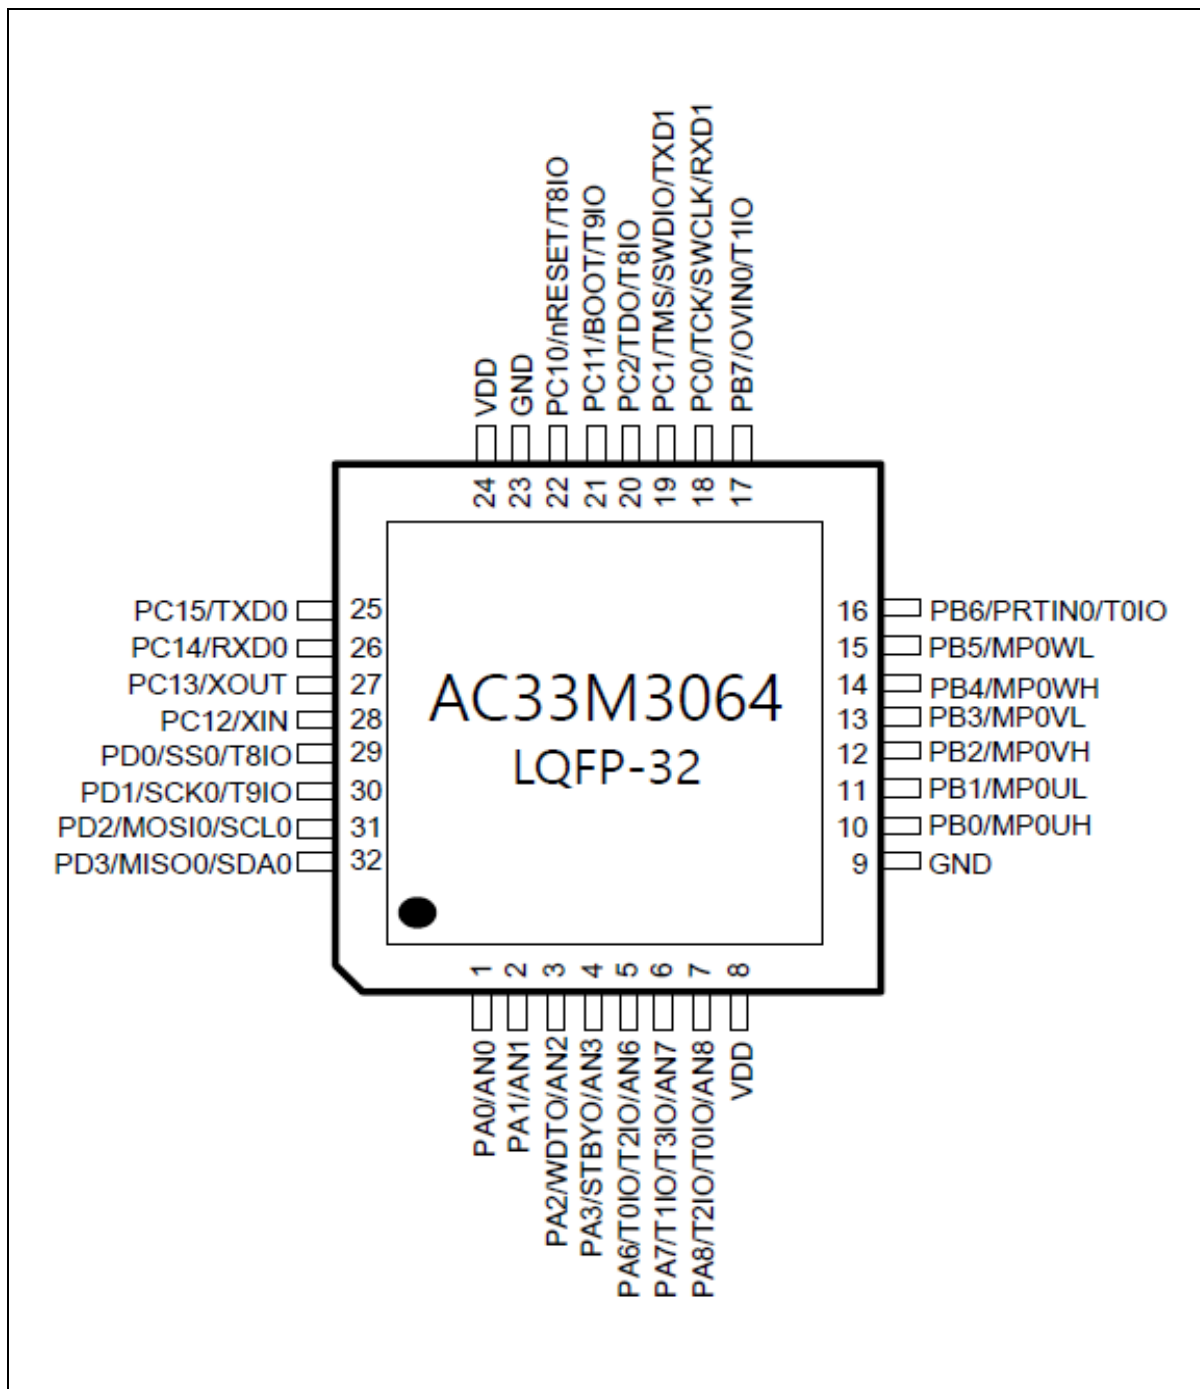 VDD
GND
PC10/nRESET/T8IO
PC11/BOOT/T9IO
PC2/TDO/T8IO
PC1/TMS/SWDIO/TXD1
PC0/TCK/SWCLK/RXD1
PB7/OVIN0/T1IO
24
23
22
21
20
19
18
17
PC15/TXD0 25
PC14/RXD0 26
PC13/XOUT 27
PC12/XIN 28
PD0/SS0/T8IO 29
PD1/SCK0/T9IO 30
PD2/MOSI0/SCL0 31
PD3/MISO0/SDA0 32
AC33M3064
LQFP-32
16 PB6/PRTIN0/T0IO
15 PB5/MP0WL
14 PB4/MP0WH
13 PB3/MP0VL
12 PB2/MP0VH
11 PB1/MP0UL
10 PB0/MP0UH
9 GND
1
2
3
4
5
6
7
8
PA0/AN0
PA1/AN1
PA2/WDTO/AN2
PA3/STBYO/AN3
PA6/T0IO/T2IO/AN6
PA7/T1IO/T3IO/AN7
PA8/T2IO/T0IO/AN8
VDD